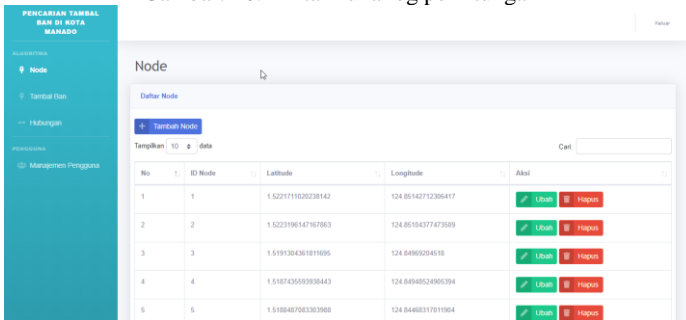 PENCARIAN TAMBAL
BAN DI KOTA
MANADO
Keluar
ALGORITMA
Node
Tambal Ban
Hubungan
PENGGUNA
Manajemen Pengguna
Node
Daftar Node
+ Tambah Node
Tampilkan 10 data
Cari:
No ID Node Latitude Longitude Aksi
1 1 1.5221711020238142 124.85142712306417 Ubah Hapus
2 2 1.5223196147167863 124.85104377473509 Ubah Hapus
3 3 1.5191304361811695 124.84969204518 Ubah Hapus
4 4 1.5187435593938443 124.84948524905394 Ubah Hapus
5 5 1.5188487083303988 124.84468317811904 Ubah Hapus